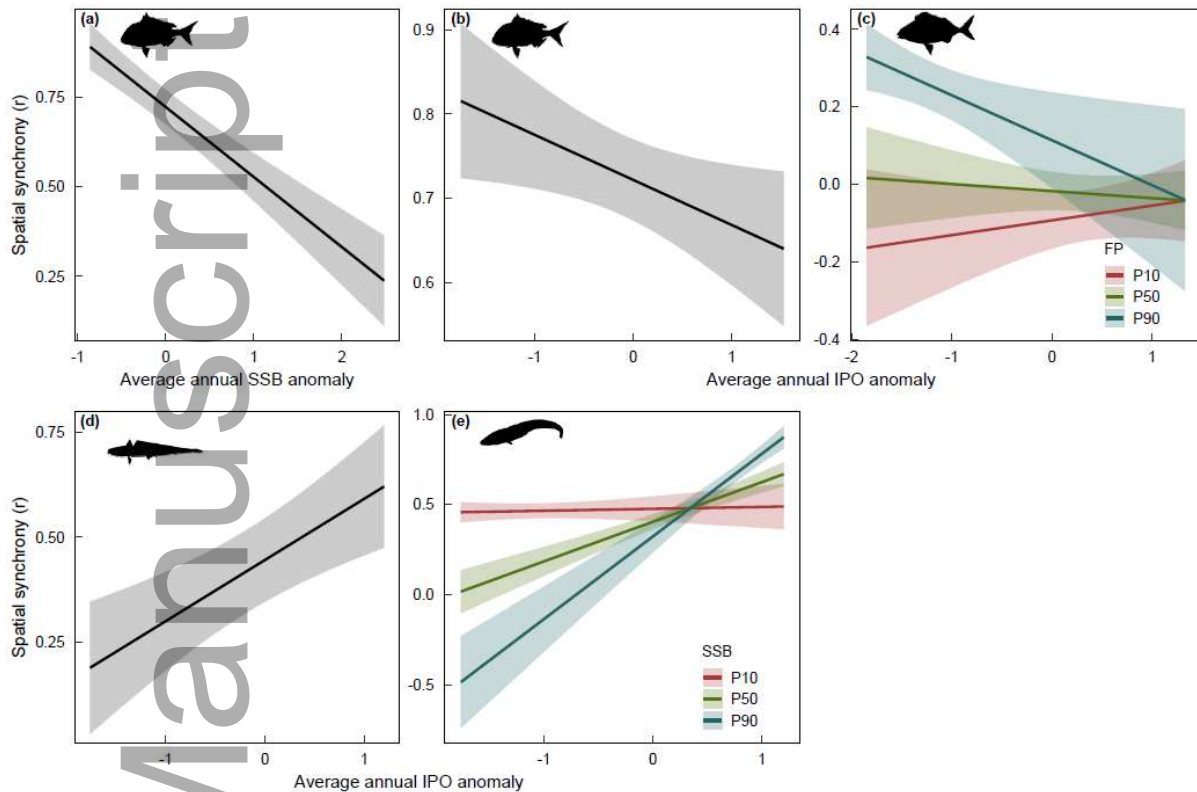 (a)
(b)
(c)
Spatial synchrony (r)
0.75
0.50
0.25
-1
0
1
2
Average annual SSB anomaly
0.9
0.8
0.7
0.6
-1
0
1
0.4
0.2
0.0
-0.2
-0.4
-2
-1
0
1
FP
P10
P50
P90
Average annual IPO anomaly
(d)
(e)
Spatial synchrony (r)
0.75
0.50
0.25
-1
0
1
1.0
0.5
0.0
-0.5
-1
0
1
SSB
P10
P50
P90
Average annual IPO anomaly
anuscript